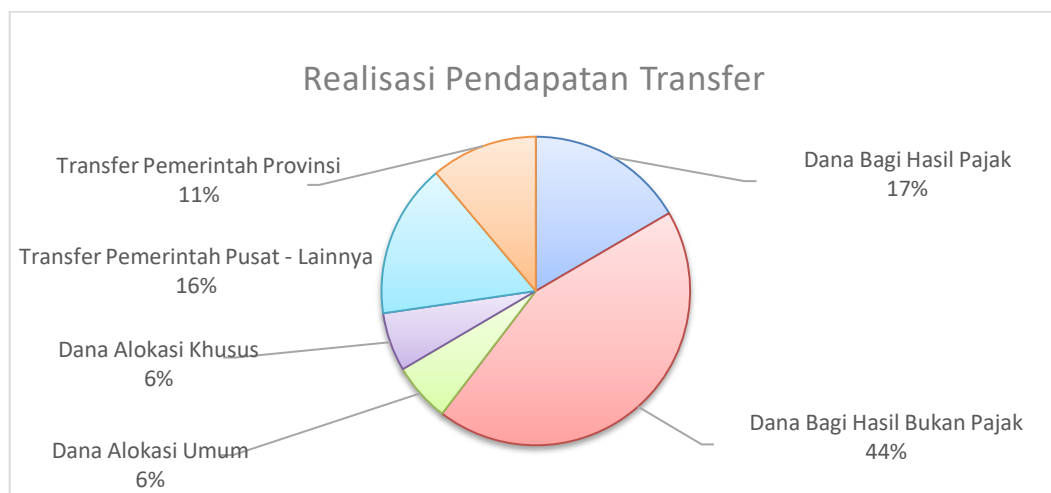 Realisasi Pendapatan Transfer
Dana Bagi Hasil Pajak
17%
Dana Bagi Hasil Bukan Pajak
44%
Dana Alokasi Umum
6%
Dana Alokasi Khusus
6%
Transfer Pemerintah Pusat - Lainnya
16%
Transfer Pemerintah Provinsi
11%